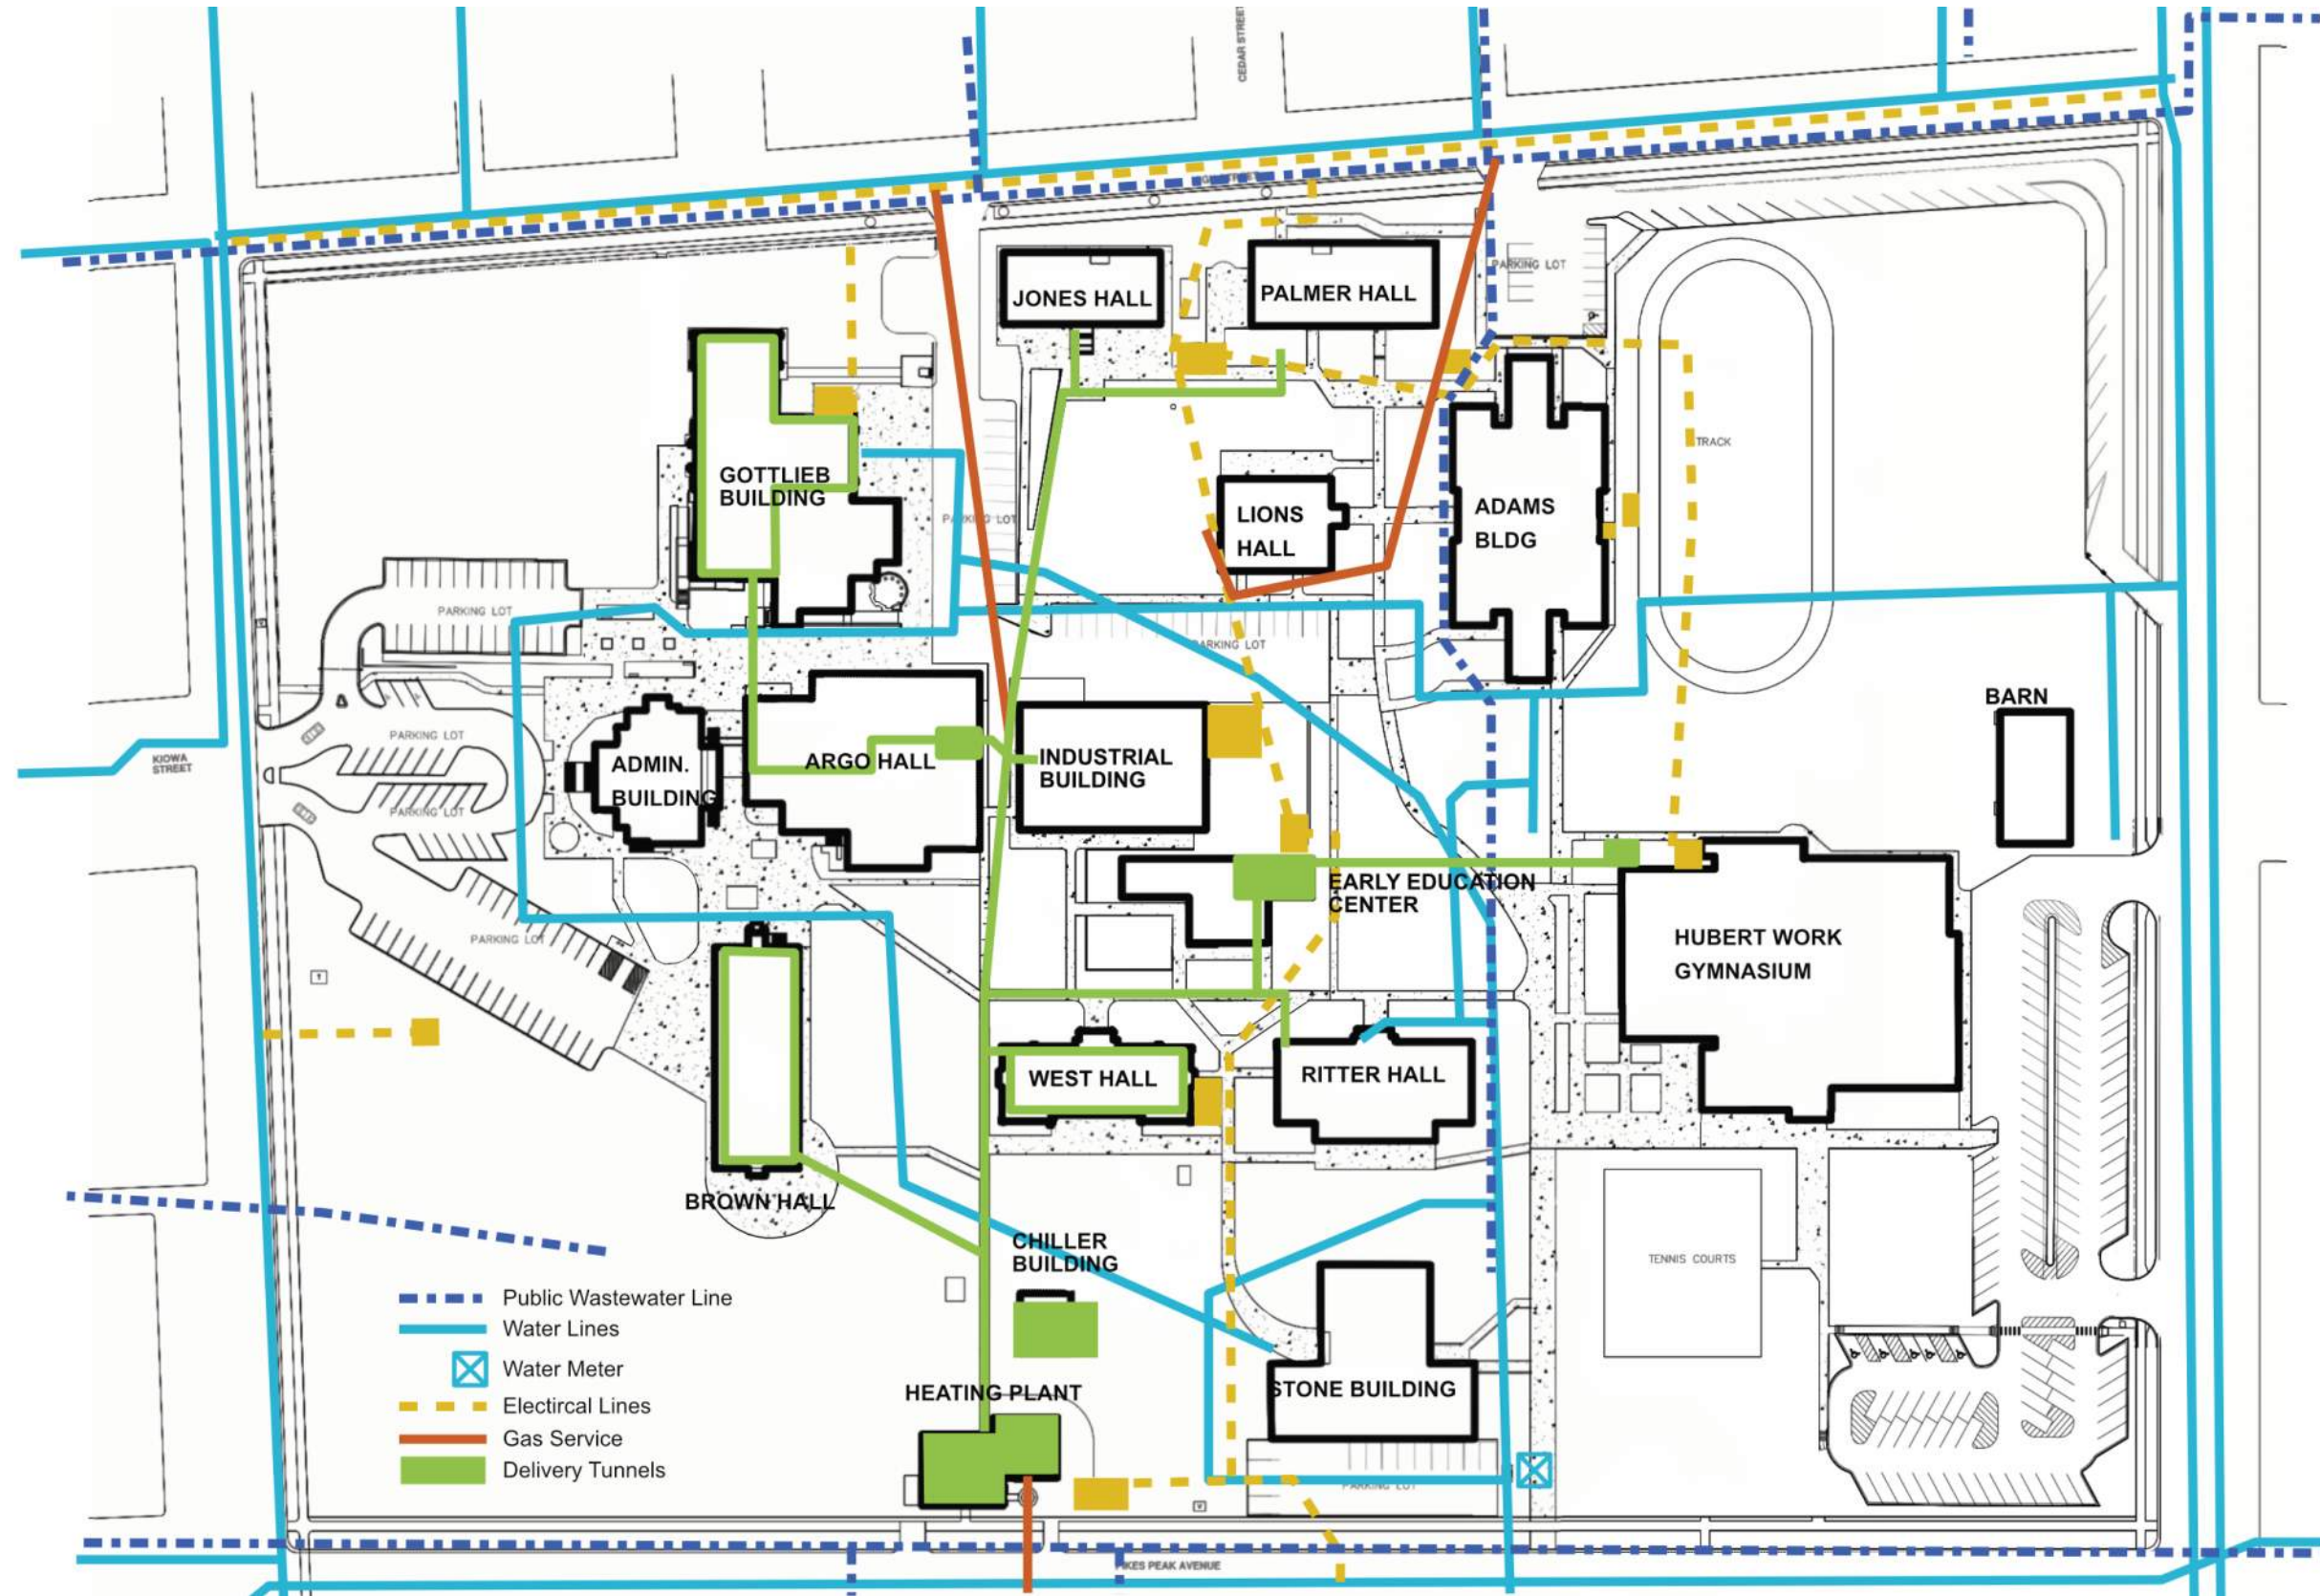 CEDAR STREET
JONES HALL
PALMER HALL
PARKING LOT
GOTTLIEB
BUILDING
TRACK
LIONS
HALL
ADAMS
BLDG
PARKING LOT
PARKING LOT
PARKING LOT
BARN
PARKING LOT
KIOWA
STREET
ADMIN.
BUILDING
ARGO HALL
INDUSTRIAL
BUILDING
PARKING LOT
EARLY EDUCATION
CENTER
PARKING LOT
HUBERT WORK
GYMNASIUM
WEST HALL
RITTER HALL
BROWN HALL
CHILLER
BUILDING
TENNIS COURTS
Public Wastewater Line
Water Lines
Water Meter
Electircal Lines
Gas Service
Delivery Tunnels
HEATING PLANT
STONE BUILDING
PARKING LOT
PIKES PEAK AVENUE